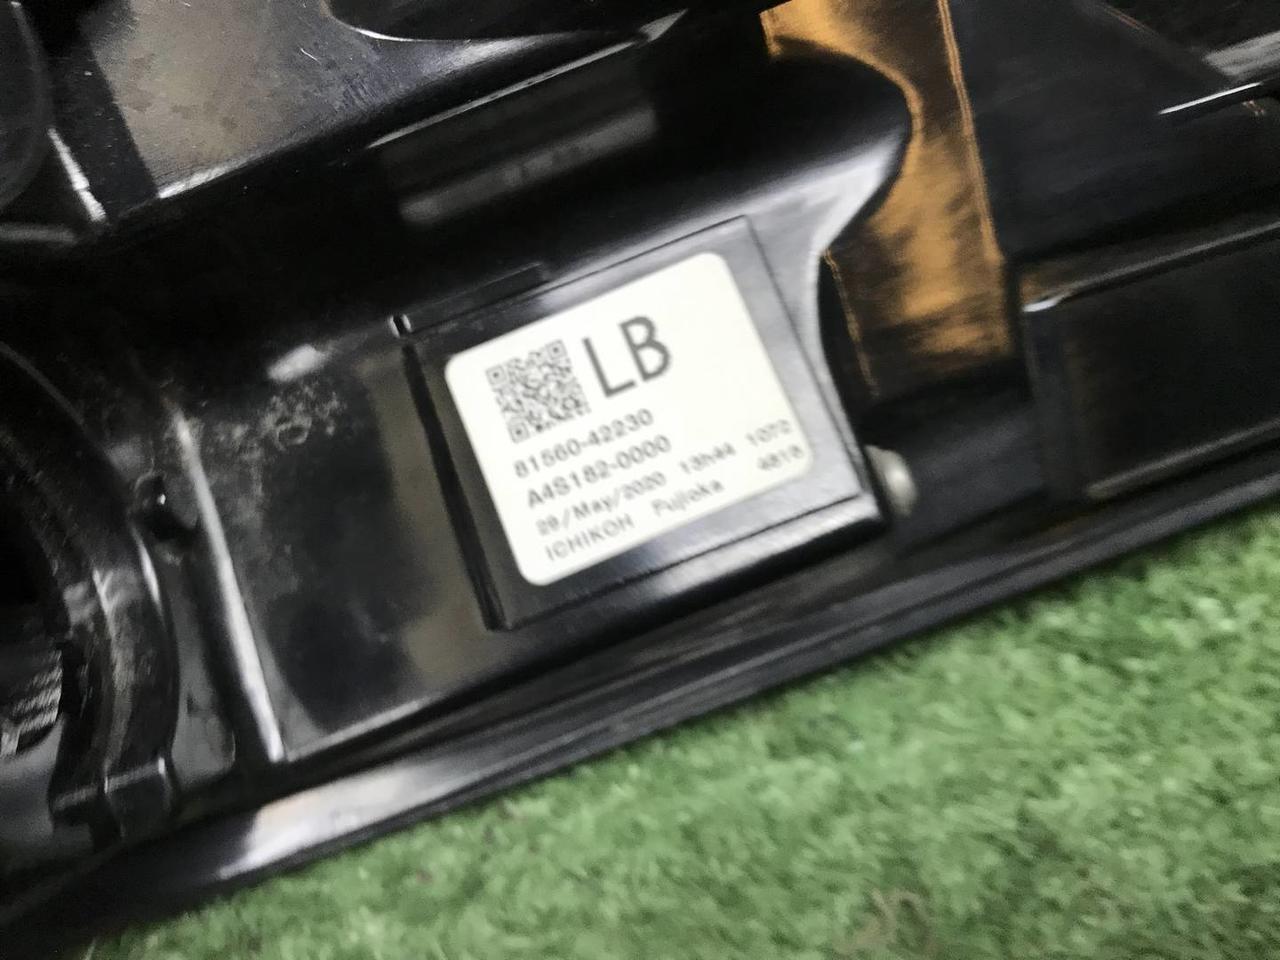 LB
81560-42230
A4S182-0000
29/May/2020 13h44 1072
ICHIKOH Fujioka 4818